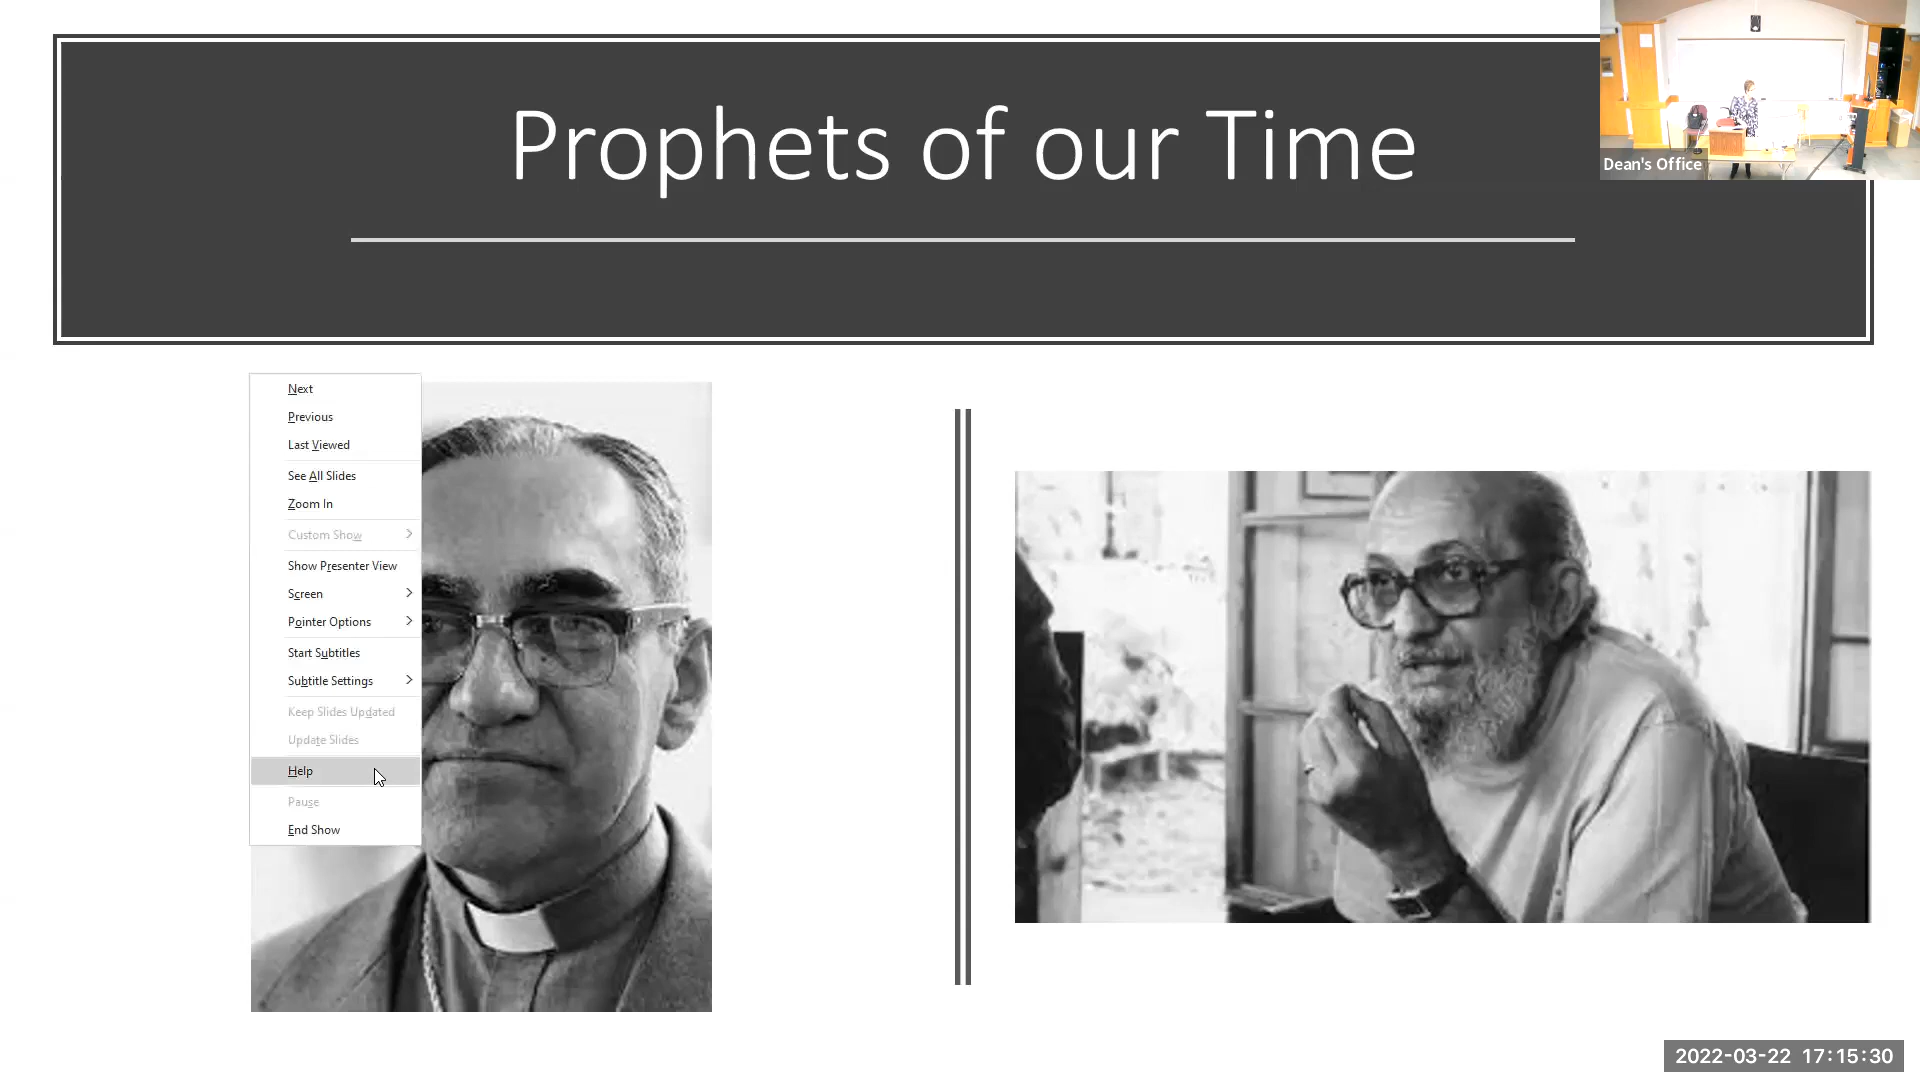 Prophets of our Time
Dean's Office
Next
Previous
Last Viewed
See All Slides
Zoom In
Custom Show
Show Presenter View
Screen
Pointer Options
Start Subtitles
Subtitle Settings
Keep Slides Updated
Update Slides
Help
Pause
End Show
2022-03-22 17:15:30